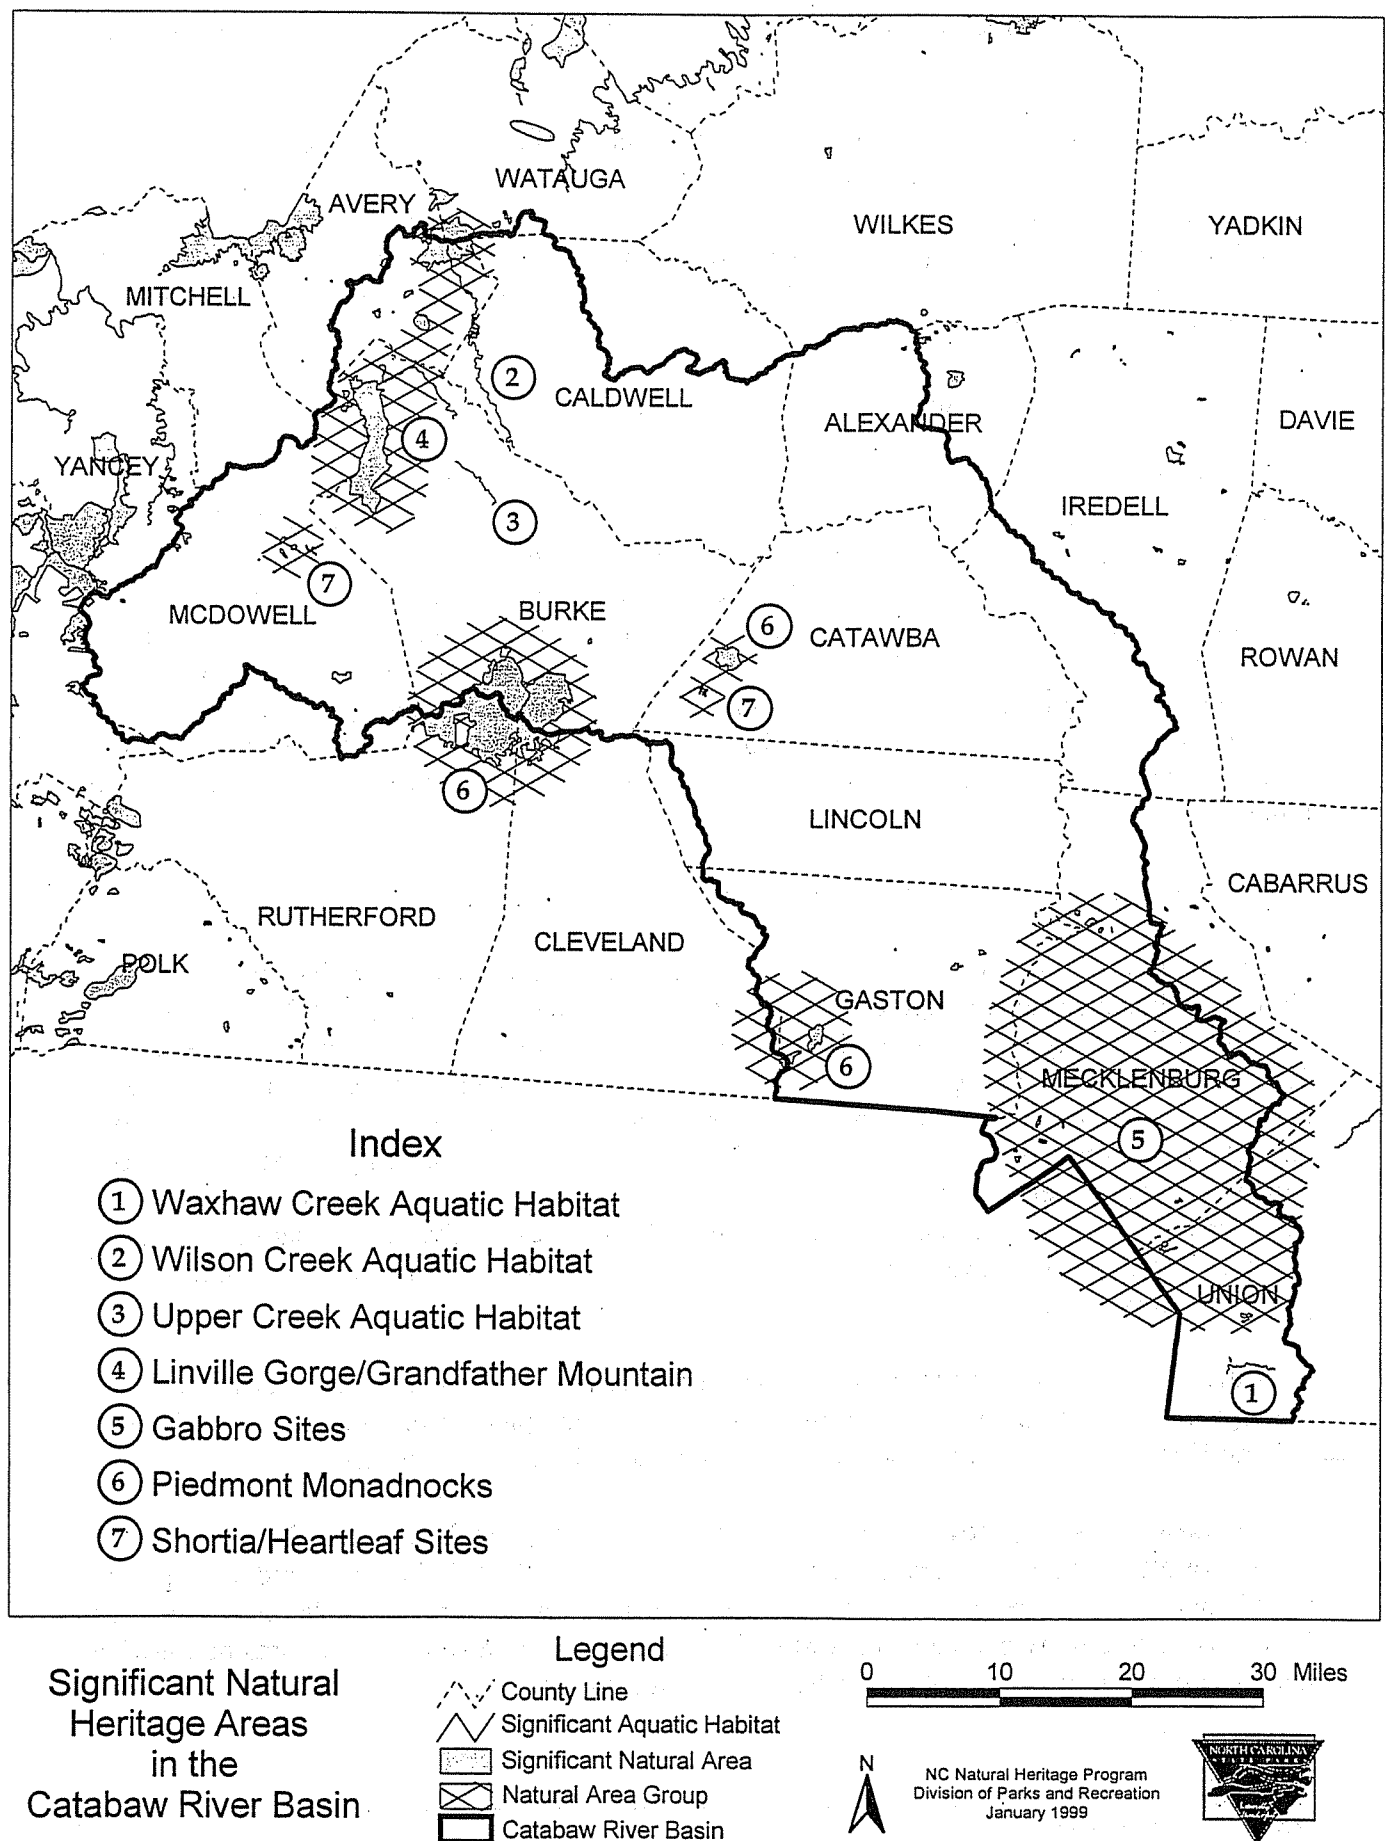 WATAUGA
AVERY
WILKES
YADKIN
MITCHELL
2
CALDWELL
ALEXANDER
DAVIE
4
YANCEY
IREDELL
3
7
MCDOWELL
BURKE
6
CATAWBA
ROWAN
7
6
LINCOLN
CABARRUS
RUTHERFORD
CLEVELAND
POLK
GASTON
6
MECKLENBURG
5
UNION
1
Index
1 Waxhaw Creek Aquatic Habitat
2 Wilson Creek Aquatic Habitat
3 Upper Creek Aquatic Habitat
4 Linville Gorge/Grandfather Mountain
5 Gabbro Sites
6 Piedmont Monadnocks
7 Shortia/Heartleaf Sites
Significant Natural
Heritage Areas
in the
Catabaw River Basin
Legend
County Line
Significant Aquatic Habitat
Significant Natural Area
Natural Area Group
Catabaw River Basin
0 10 20 30 Miles
N
NC Natural Heritage Program
Division of Parks and Recreation
January 1999
NORTH CAROLINA
STATE PARKS